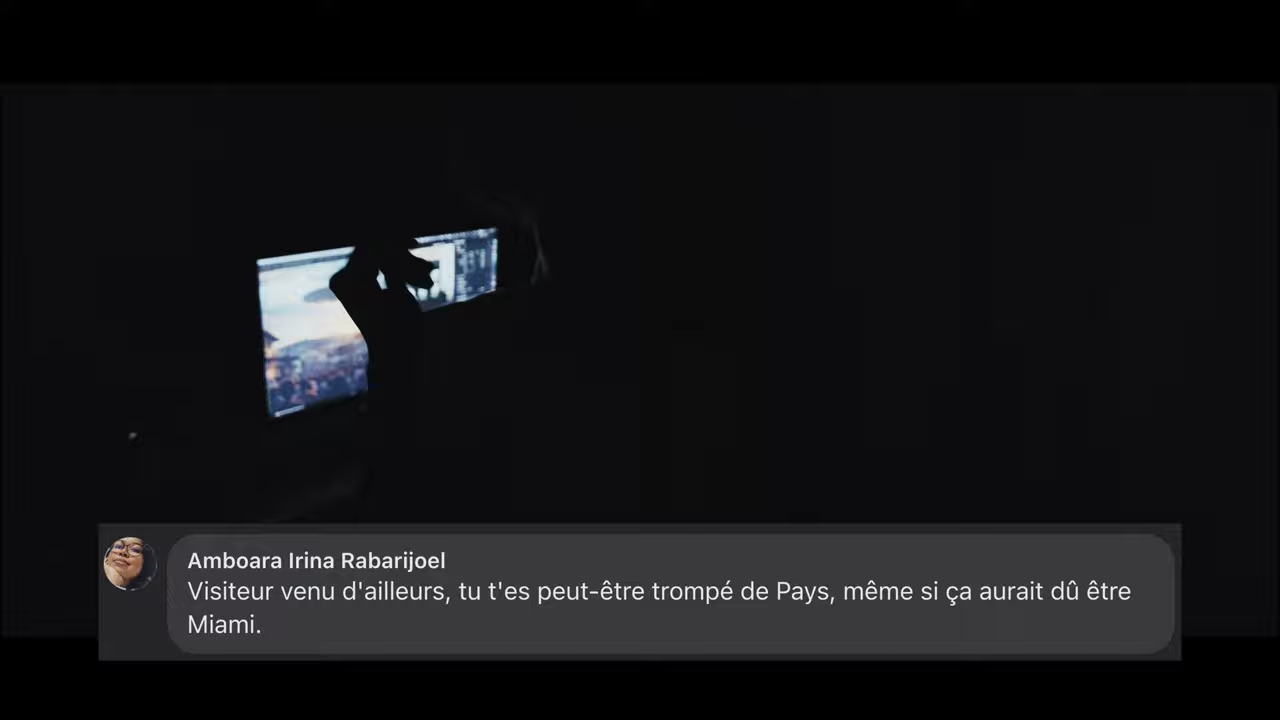 Amboara Irina Rabarijoel
Visiteur venu d'ailleurs, tu t'es peut-être trompé de Pays, même si ça aurait dû être
Miami.